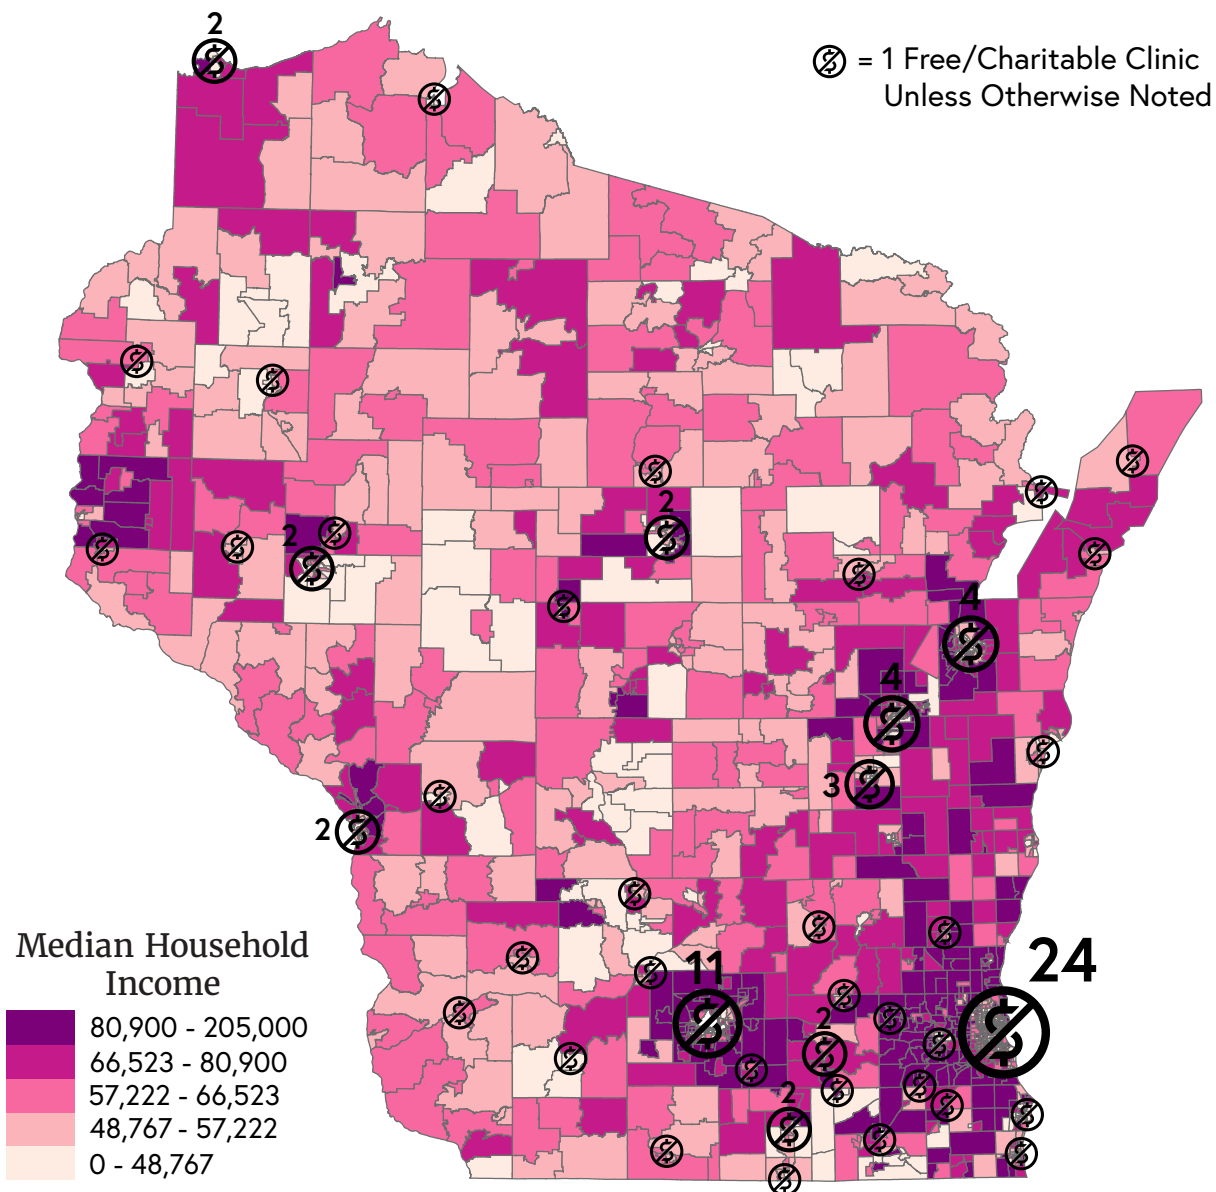 2
= 1 Free/Charitable Clinic
Unless Otherwise Noted
2
2
4
4
3
2
11
24
2
2
Median Household
Income
80,900 - 205,000
66,523 - 80,900
57,222 - 66,523
48,767 - 57,222
0 - 48,767